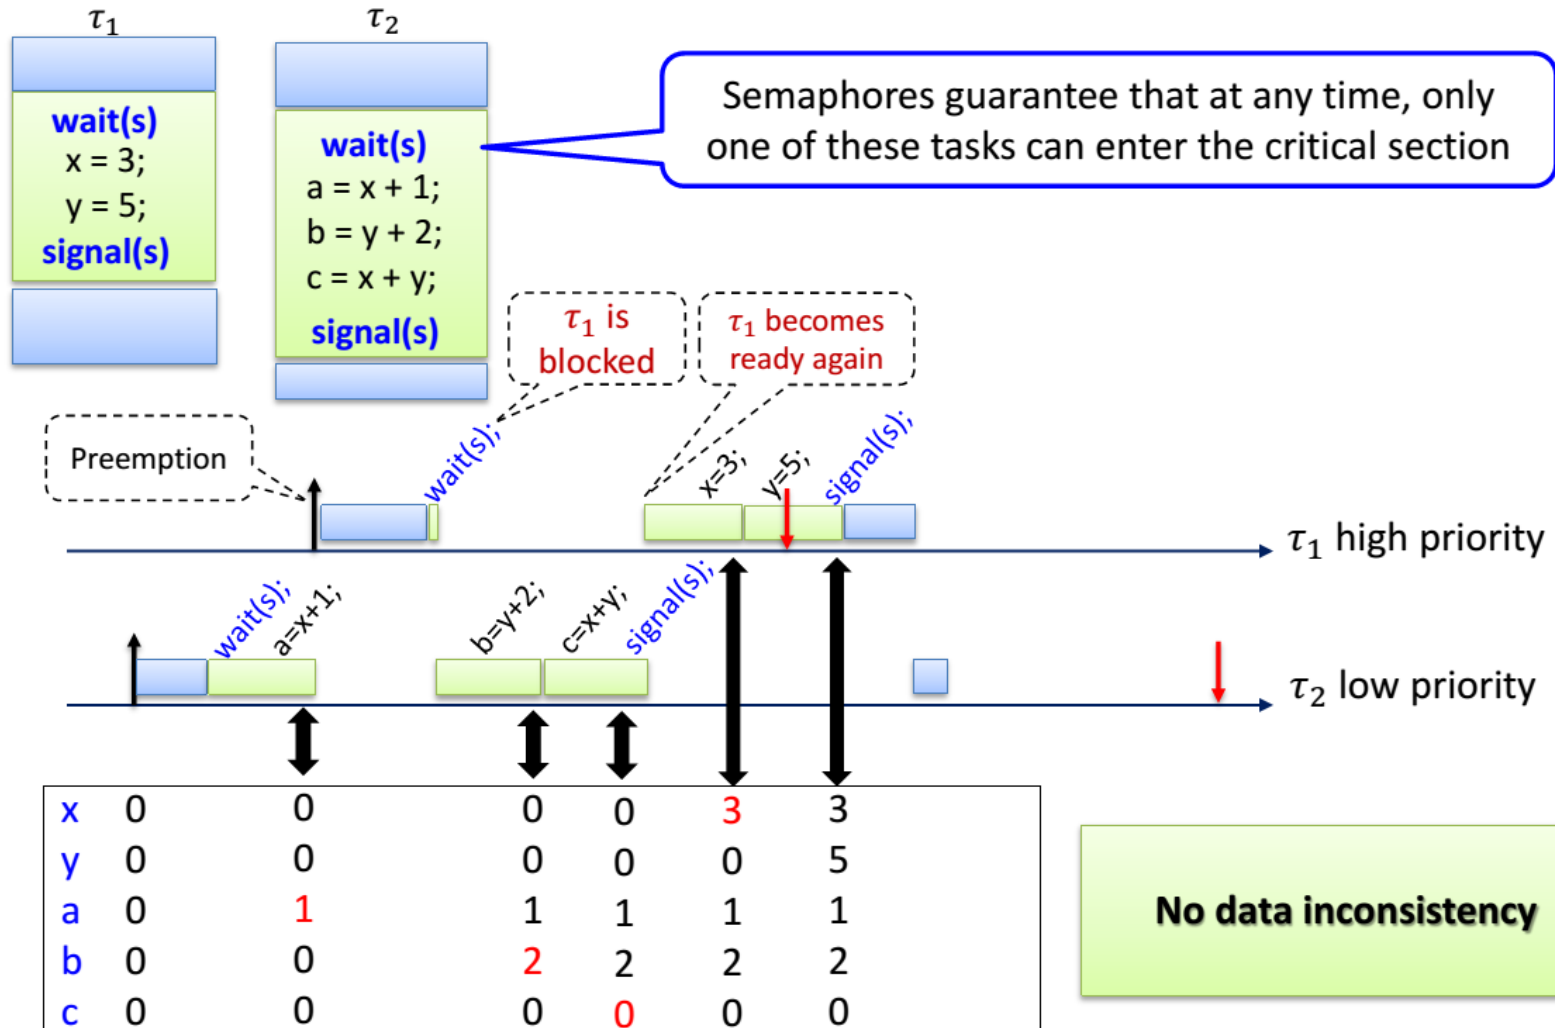 τ1
τ2
wait(s)
x = 3;
y = 5;
signal(s)
wait(s)
a = x + 1;
b = y + 2;
c = x + y;
signal(s)
Semaphores guarantee that at any time, only
one of these tasks can enter the critical section
τ1 is
blocked
τ1 becomes
ready again
Preemption
wait(s);
x=3;
y=5;
signal(s);
τ1 high priority
wait(s);
a=x+1;
b=y+2;
c=x+y;
signal(s);
τ2 low priority
x 0 0 0 0 3 3
y 0 0 0 0 0 5
a 0 1 1 1 1 1
b 0 0 2 2 2 2
c 0 0 0 0 0 0
No data inconsistency